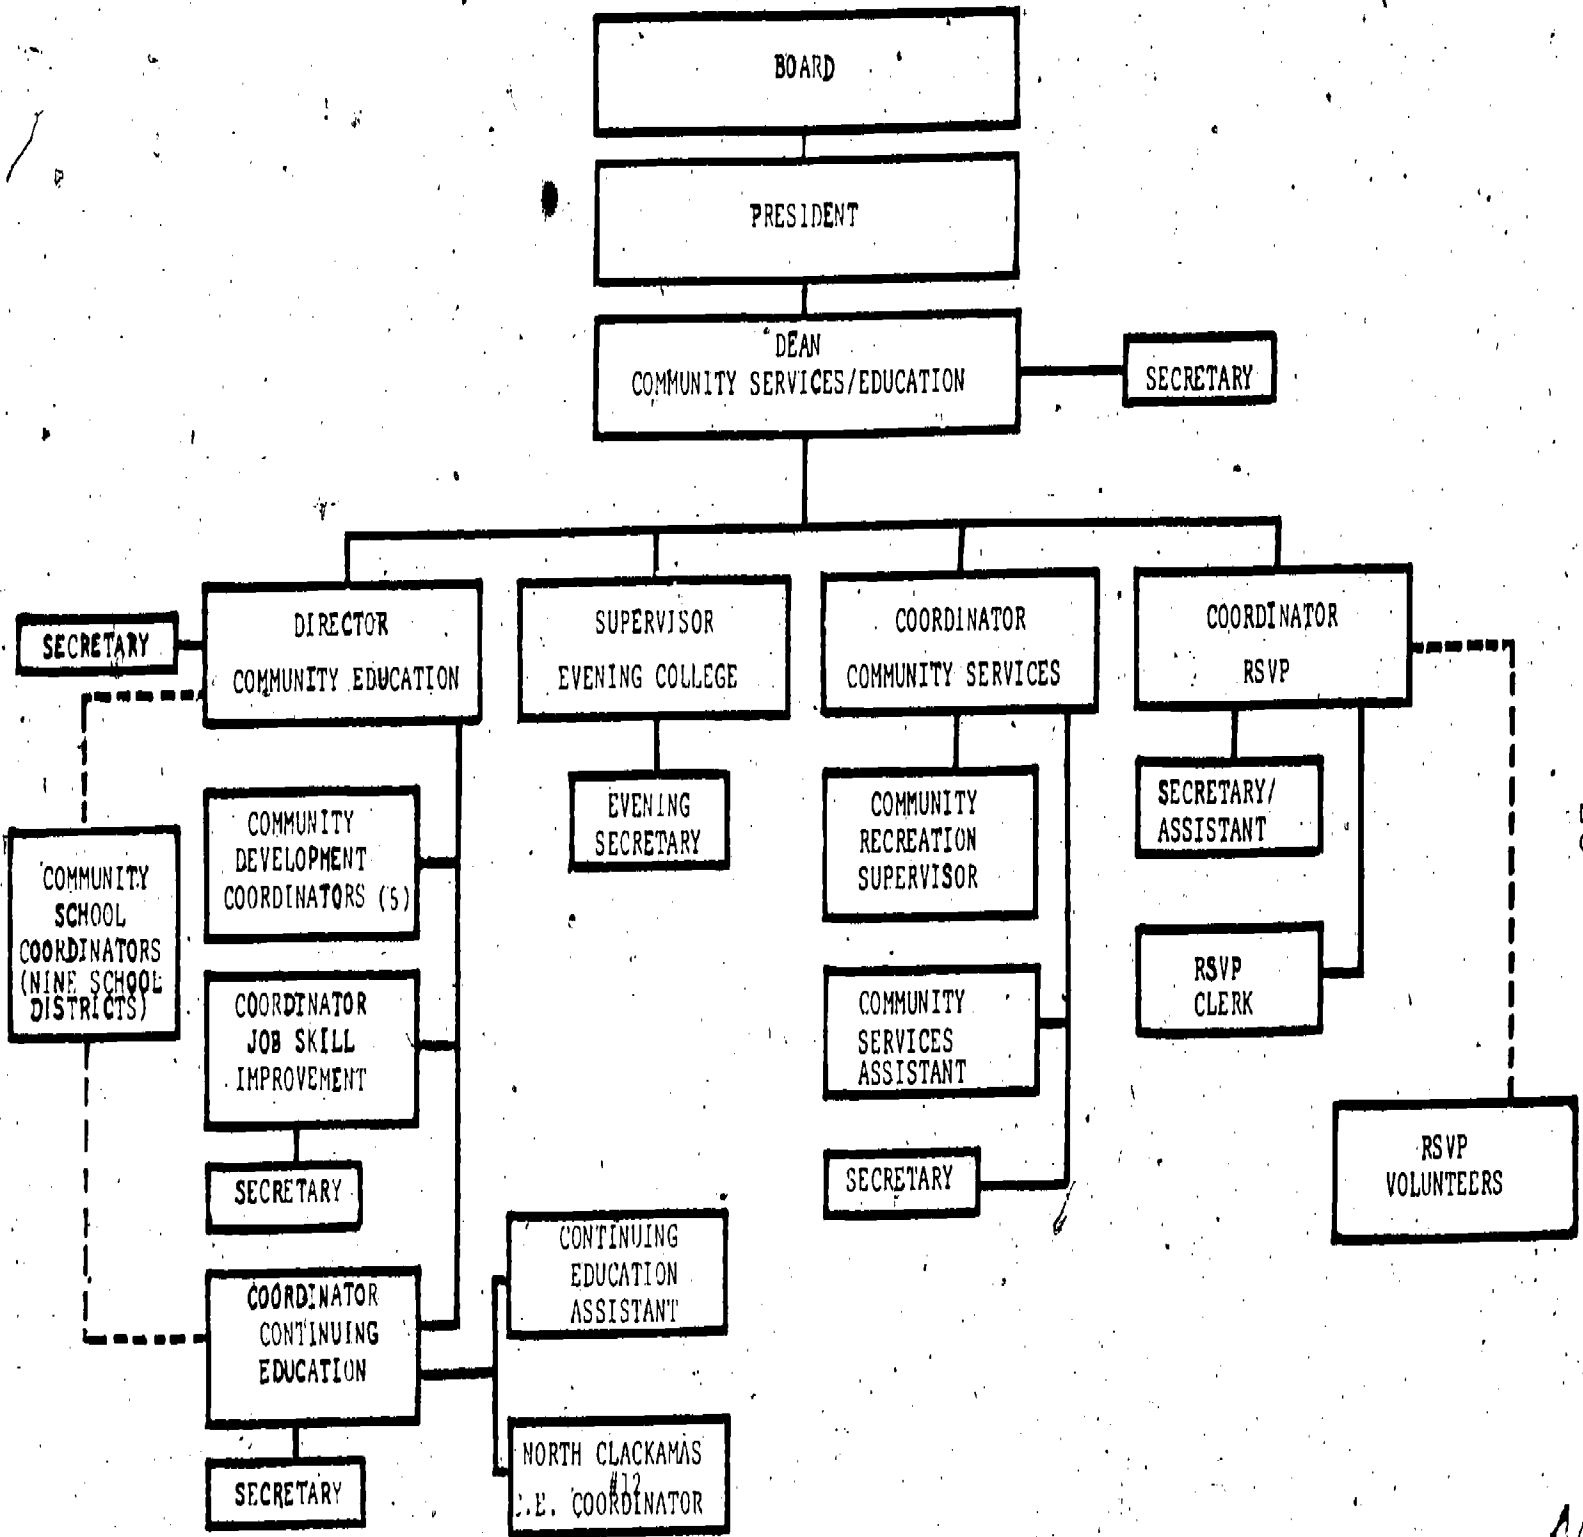 BOARD
PRESIDENT
DEAN
COMMUNITY SERVICES/EDUCATION
SECRETARY
SECRETARY
DIRECTOR
COMMUNITY EDUCATION
SUPERVISOR
EVENING COLLEGE
COORDINATOR
COMMUNITY SERVICES
COORDINATOR
RSVP
COMMUNITY
SCHOOL
COORDINATORS
(NINE SCHOOL
DISTRICTS)
COMMUNITY
DEVELOPMENT
COORDINATORS (5)
COORDINATOR
JOB SKILL
IMPROVEMENT
SECRETARY
COORDINATOR
CONTINUING
EDUCATION
SECRETARY
CONTINUING
EDUCATION
ASSISTANT
NORTH CLACKAMAS
#12
C.E. COORDINATOR
EVENING
SECRETARY
COMMUNITY
RECREATION
SUPERVISOR
COMMUNITY
SERVICES
ASSISTANT
SECRETARY
SECRETARY/
ASSISTANT
RSVP
CLERK
RSVP
VOLUNTEERS